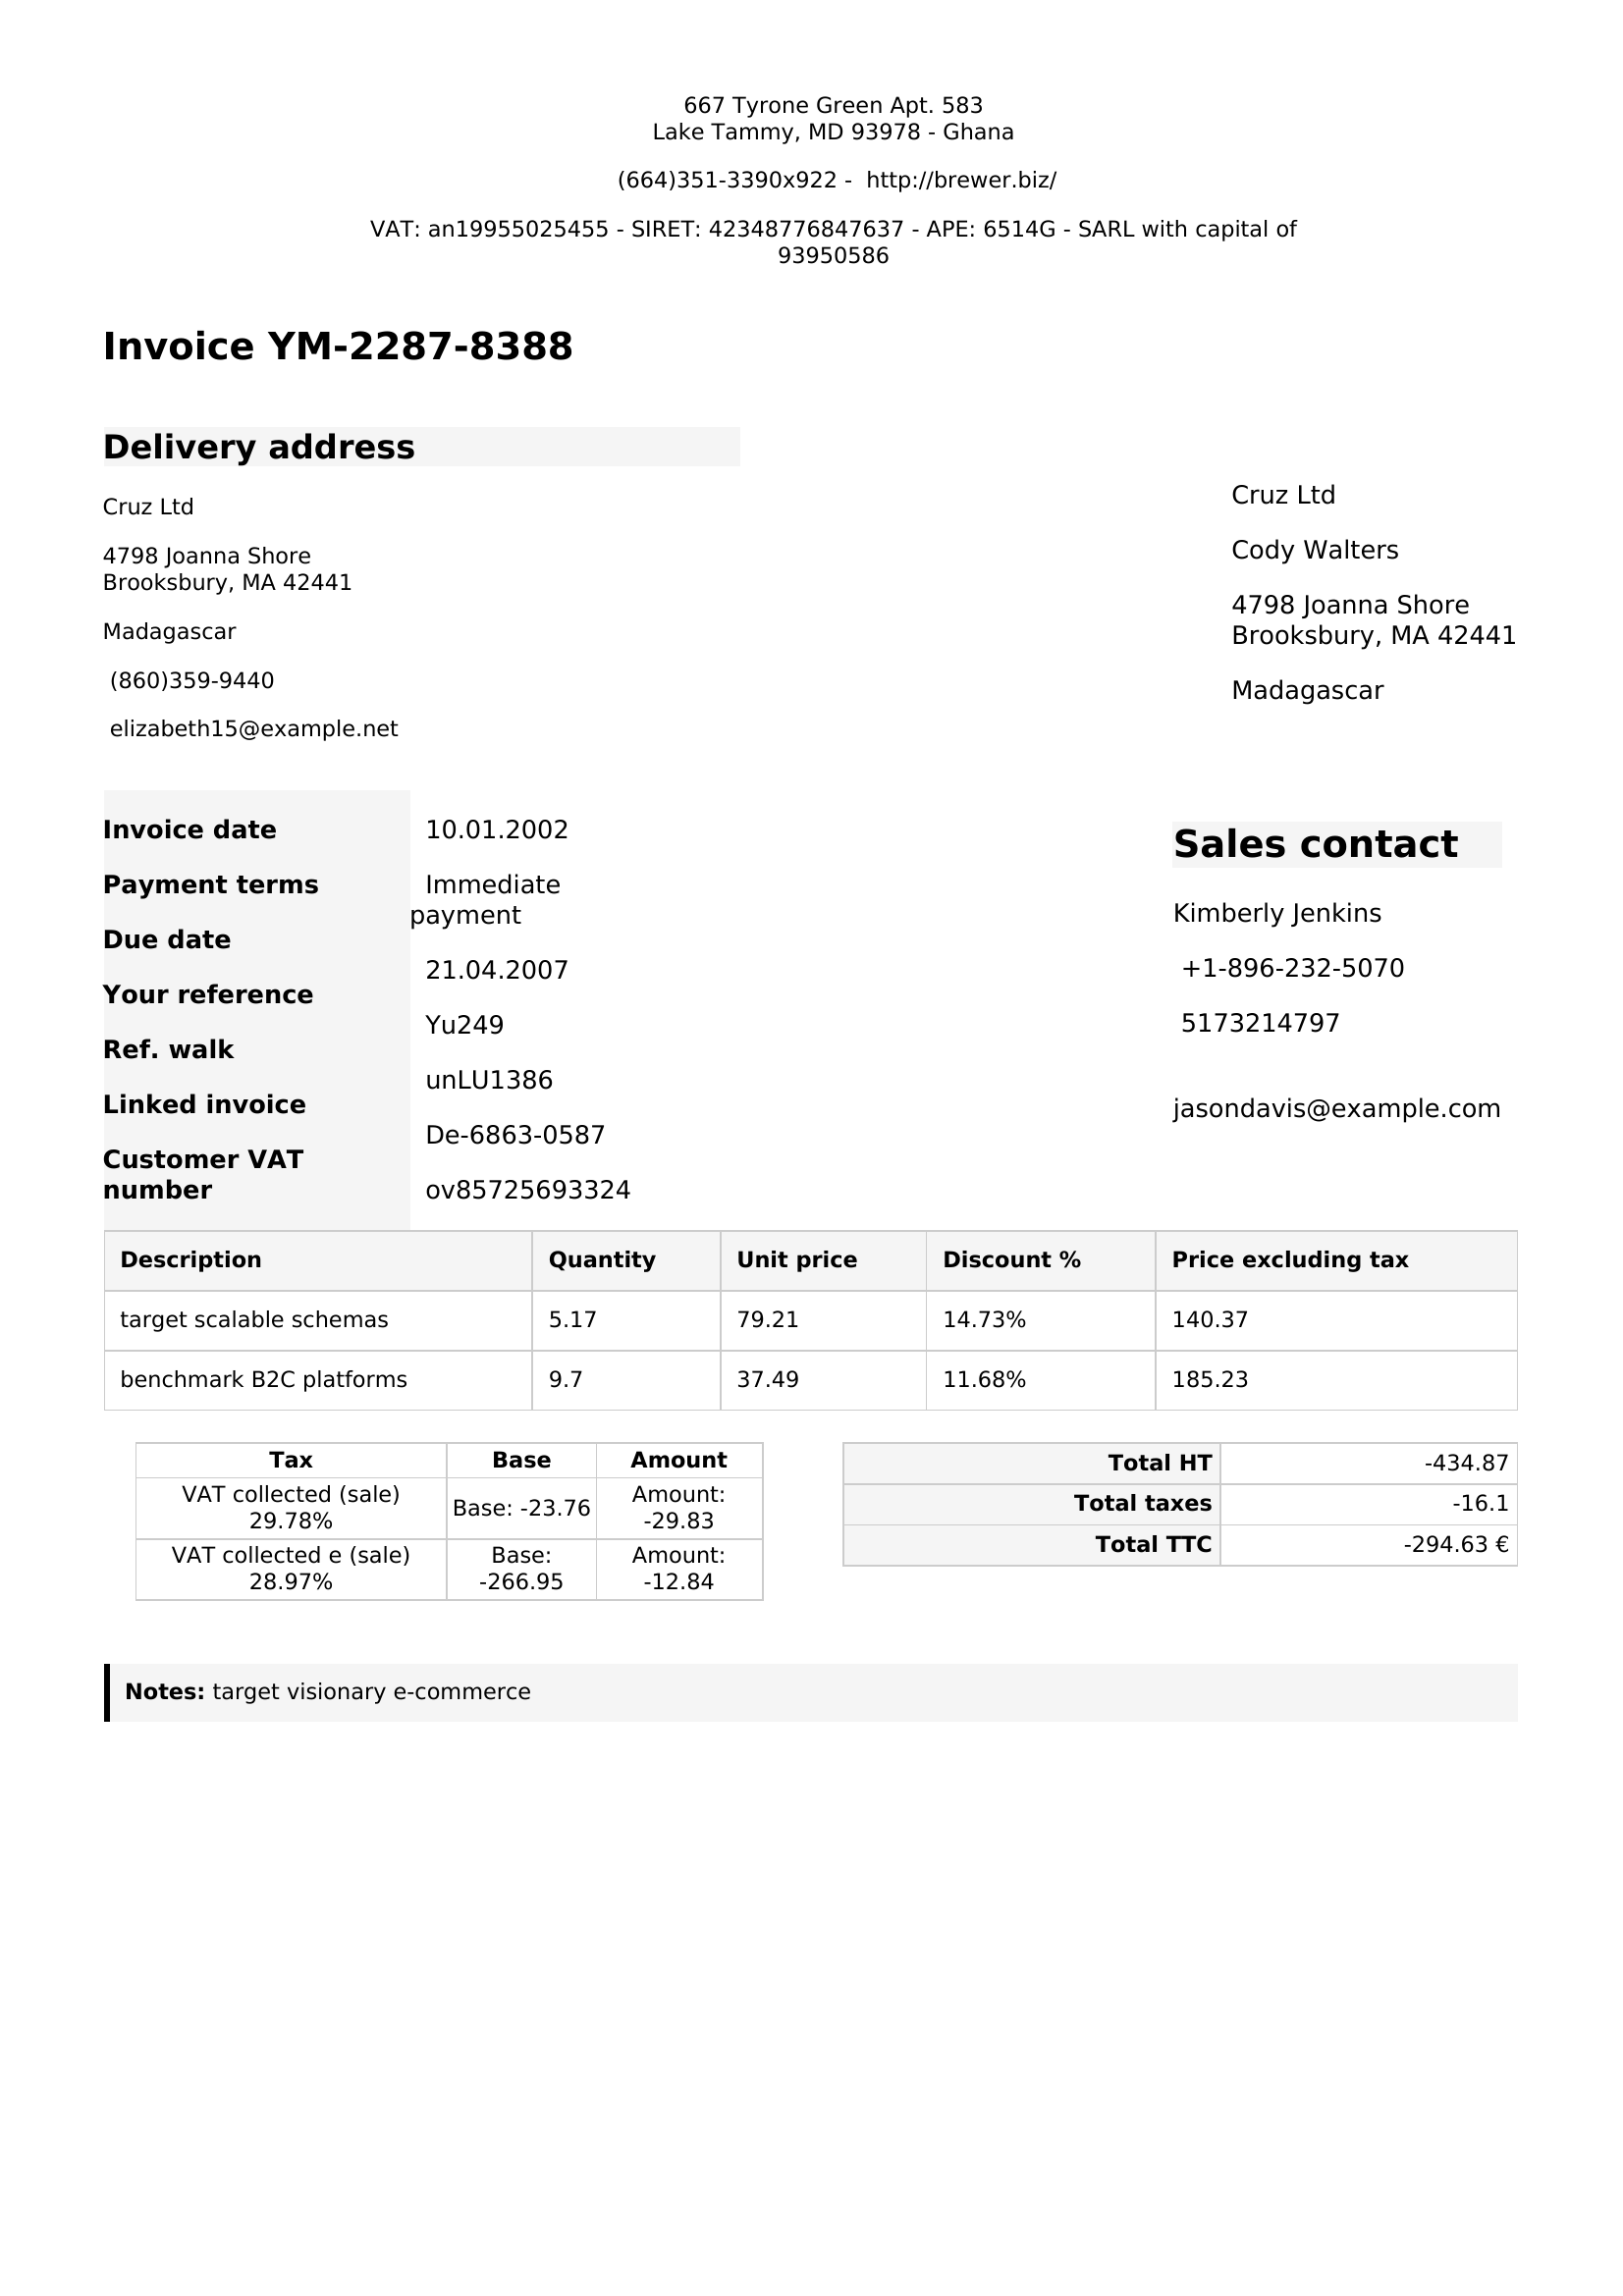 667 Tyrone Green Apt. 583
Lake Tammy, MD 93978 - Ghana
(664)351-3390x922 -  http://brewer.biz/
VAT: an19955025455 - SIRET: 42348776847637 - APE: 6514G - SARL with capital of
93950586
Invoice YM-2287-8388
Delivery address
Cruz Ltd
4798 Joanna Shore
Brooksbury, MA 42441
Madagascar
(860)359-9440
elizabeth15@example.net
Cruz Ltd
Cody Walters
4798 Joanna Shore
Brooksbury, MA 42441
Madagascar
Invoice date
Payment terms
Due date
Your reference
Ref. walk
Linked invoice
Customer VAT
number
10.01.2002
Immediate
payment
21.04.2007
Yu249
unLU1386
De-6863-0587
ov85725693324
Sales contact
Kimberly Jenkins
+1-896-232-5070
5173214797
jasondavis@example.com
Description Quantity Unit price Discount % Price excluding tax
target scalable schemas 5.17 79.21 14.73% 140.37
benchmark B2C platforms 9.7 37.49 11.68% 185.23
Tax Base Amount
VAT collected (sale)
29.78%
Base: -23.76
Amount:
-29.83
VAT collected e (sale)
28.97%
Base:
-266.95
Amount:
-12.84
Total HT -434.87
Total taxes -16.1
Total TTC -294.63 €
Notes: target visionary e-commerce